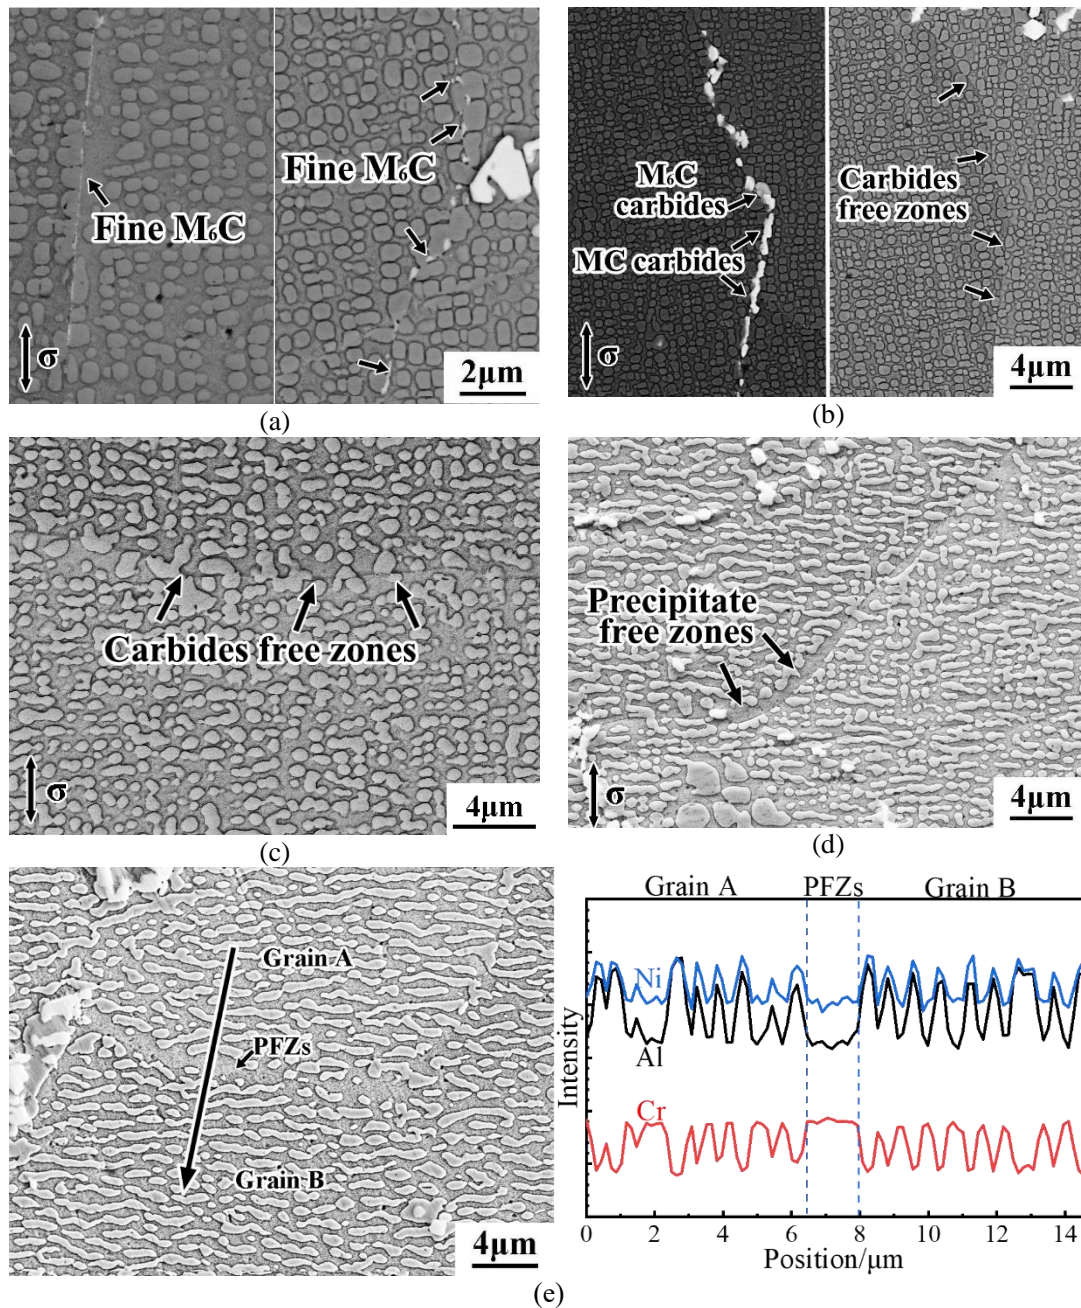 Fine M₆C
σ
Fine M₆C
2μm
(a)
M₆C
carbides
MC carbides
σ
Carbides
free zones
4μm
(b)
Carbides free zones
σ
4μm
(c)
Precipitate
free zones
σ
4μm
(d)
Grain A
PFZs
Grain B
4μm
Grain A PFZs Grain B
Ni
Al
Cr
Intensity
0 2 4 6 8 10 12 14
Position/μm
(e)